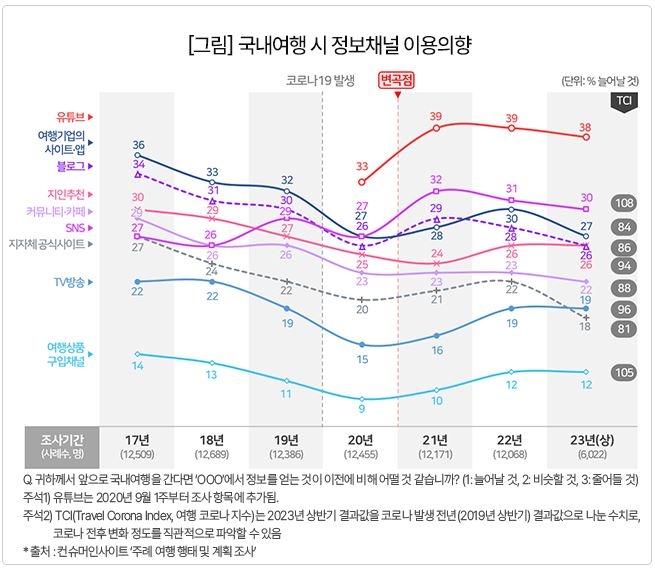 [그림] 국내여행 시 정보채널 이용의향
코로나19 발생
변곡점
(단위 : % 늘어날 것)
TCI
유튜브
여행기업의
사이트·앱
블로그
지인추천
커뮤니티·카페
SNS
지자체 공식사이트
TV방송
여행상품
구입채널
36
34
30
29
27
27
22
14
33
31
29
26
26
24
22
13
32
30
29
27
26
22
19
11
33
27
26
26
25
23
20
15
9
39
32
29
28
24
23
21
16
10
39
31
30
28
26
23
22
19
12
38
30
27
26
26
22
19
18
12
108
84
86
94
88
96
81
105
조사기간 17년 18년 19년 20년 21년 22년 23년(상)
(사례수, 명) (12,509) (12,689) (12,386) (12,455) (12,171) (12,068) (6,022)
Q. 귀하께서 앞으로 국내여행을 간다면 'OOO'에서 정보를 얻는 것이 이전에 비해 어떨 것 같습니까? (1: 늘어날 것, 2: 비슷할 것, 3: 줄어들 것)
주석1) 유튜브는 2020년 9월 1주부터 조사 항목에 추가됨.
주석2) TCI(Travel Corona Index, 여행 코로나 지수)는 2023년 상반기 결과값을 코로나 발생 전년(2019년 상반기) 결과값으로 나눈 수치로,
코로나 전후 변화 정도를 직관적으로 파악할 수 있음
* 출처 : 컨슈머인사이트 '주례 여행 행태 및 계획 조사'